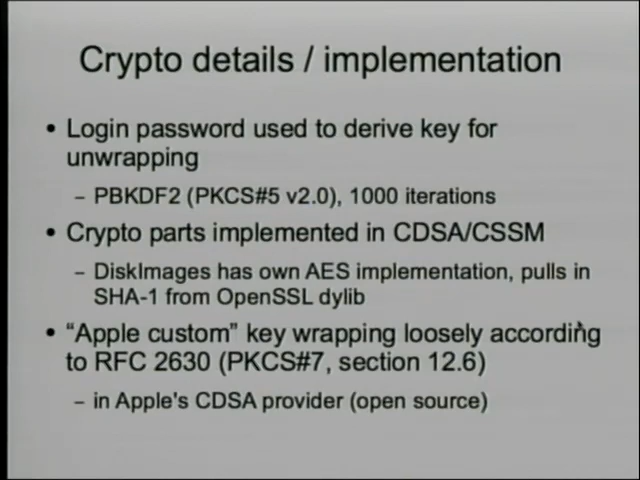 Crypto details / implementation
• Login password used to derive key for
unwrapping
– PBKDF2 (PKCS#5 v2.0), 1000 iterations
• Crypto parts implemented in CDSA/CSSM
– DiskImages has own AES implementation, pulls in
SHA-1 from OpenSSL dylib
• “Apple custom” key wrapping loosely according
to RFC 2630 (PKCS#7, section 12.6)
– in Apple's CDSA provider (open source)